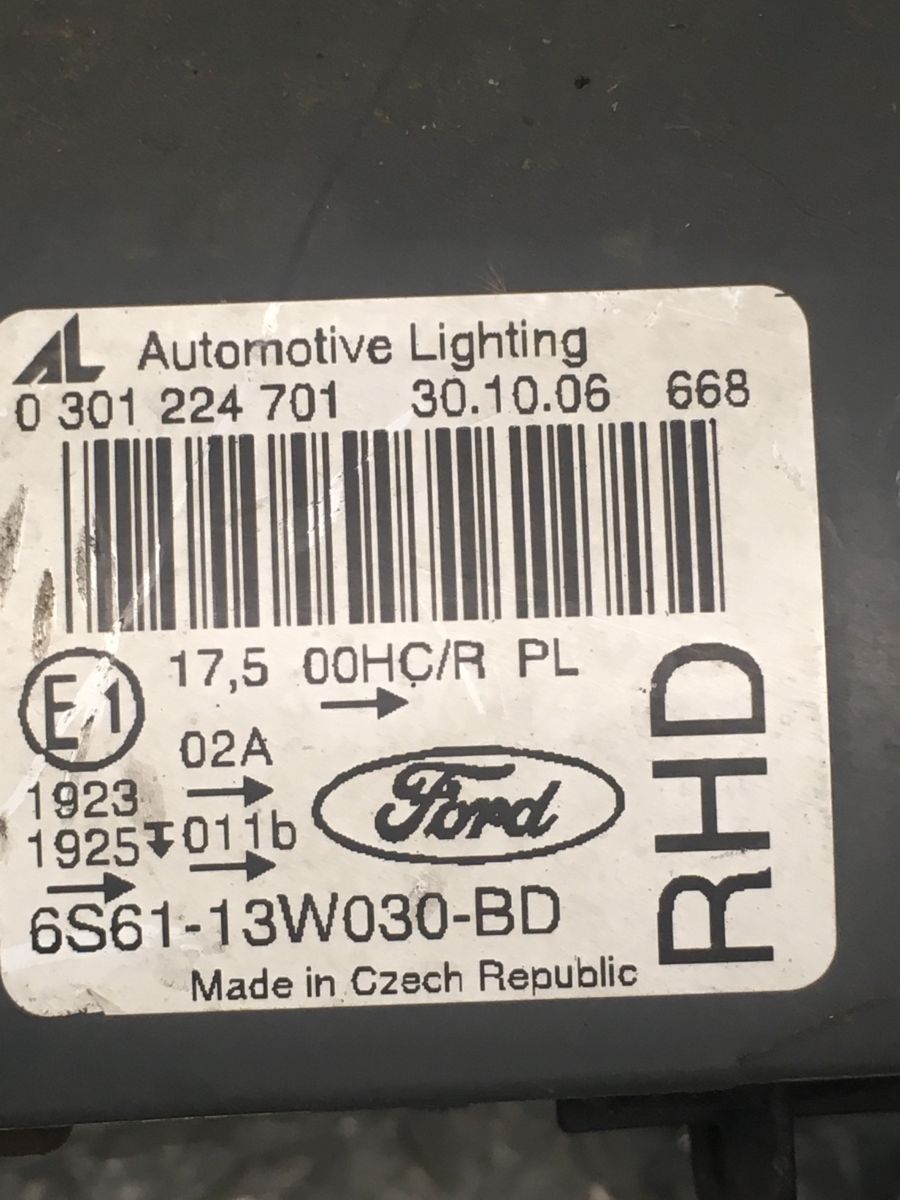 AL Automotive Lighting
0 301 224 701 30.10.06 668
E1 17,5 00HC/R PL
02A
1923
1925 011b
Ford
6S61-13W030-BD
Made in Czech Republic
RHD